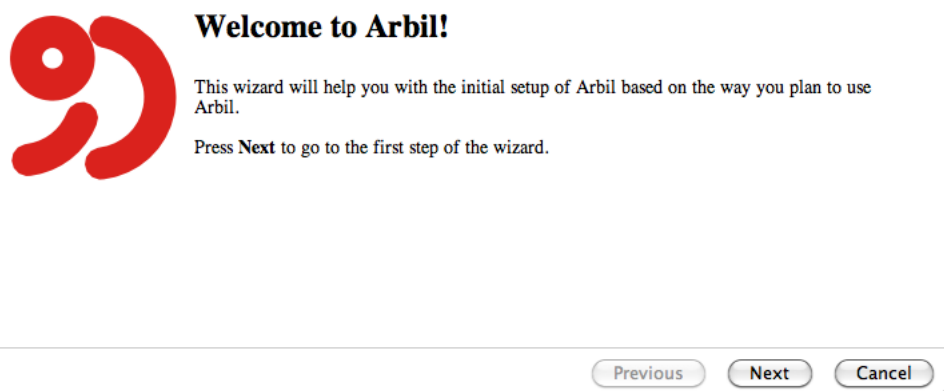 Welcome to Arbil!
This wizard will help you with the initial setup of Arbil based on the way you plan to use
Arbil.
Press Next to go to the first step of the wizard.
Previous Next Cancel